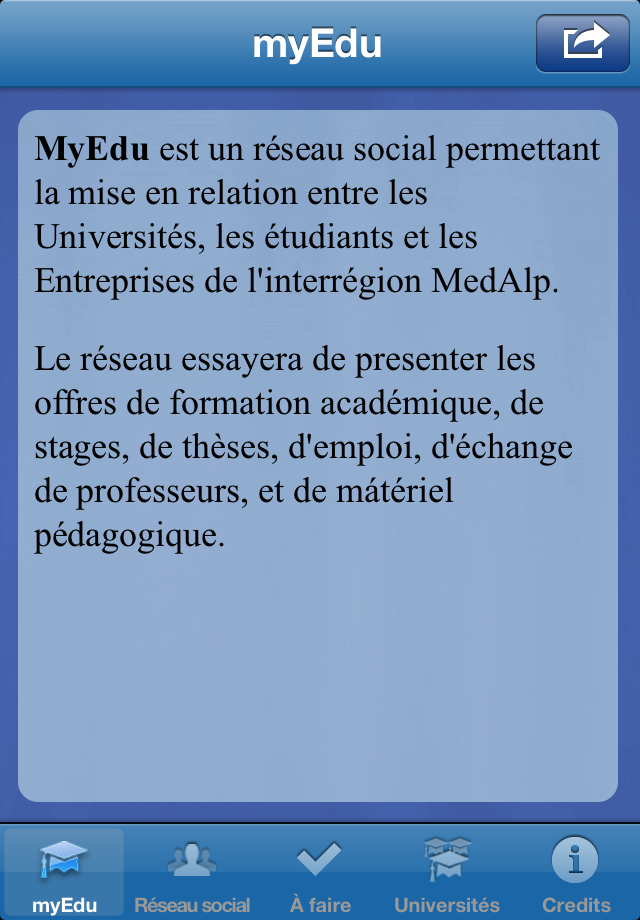 myEdu
MyEdu est un réseau social permettant
la mise en relation entre les
Universités, les étudiants et les
Entreprises de l'interrégion MedAlp.
Le réseau essayera de presenter les
offres de formation académique, de
stages, de thèses, d'emploi, d'échange
de professeurs, et de mátériel
pédagogique.
myEdu Réseau social À faire Universités Credits